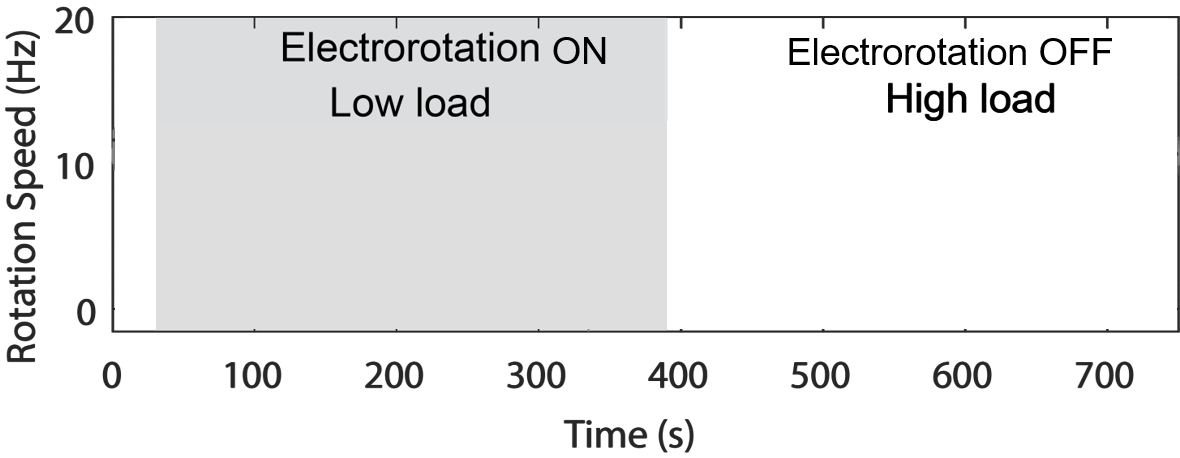 20
Electrorotation ON
Electrorotation OFF
Low load
High load
10
0
Rotation Speed (Hz)
0 100 200 300 400 500 600 700
Time (s)